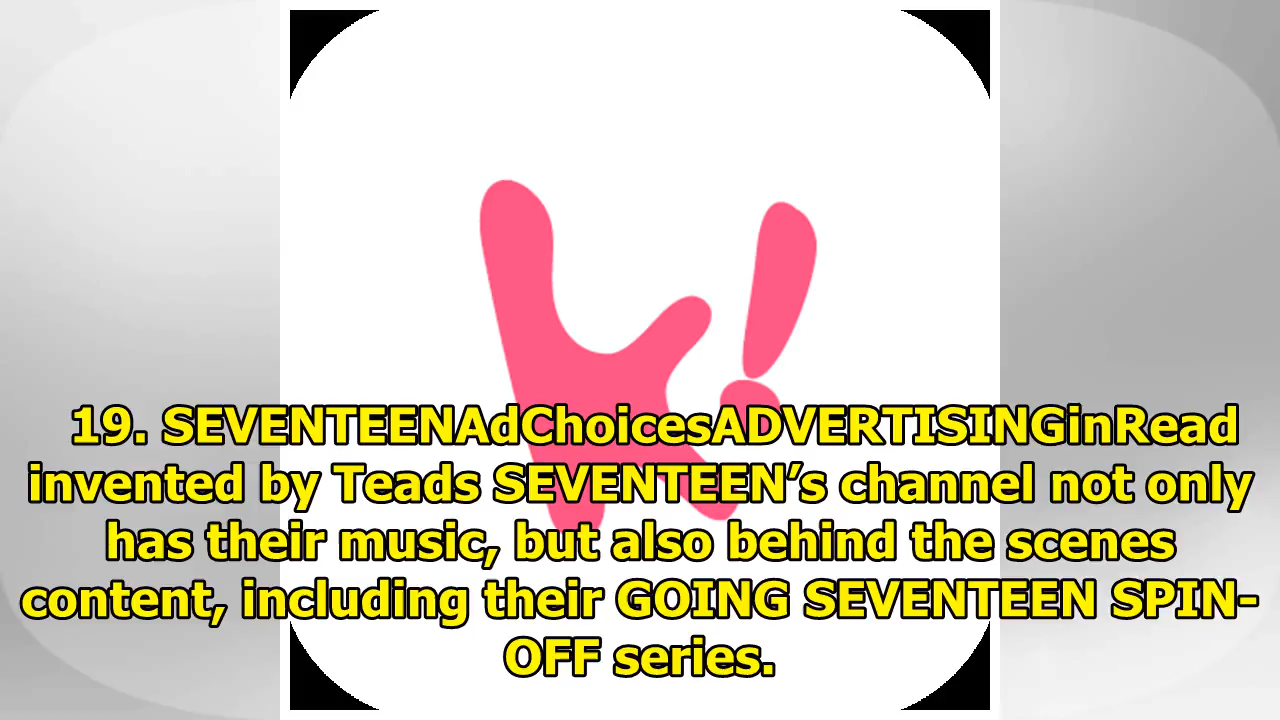 k!
19. SEVENTEENAdChoicesADVERTISINGinRead
invented by Teads SEVENTEEN’s channel not only
has their music, but also behind the scenes
content, including their GOING SEVENTEEN SPIN-
OFF series.